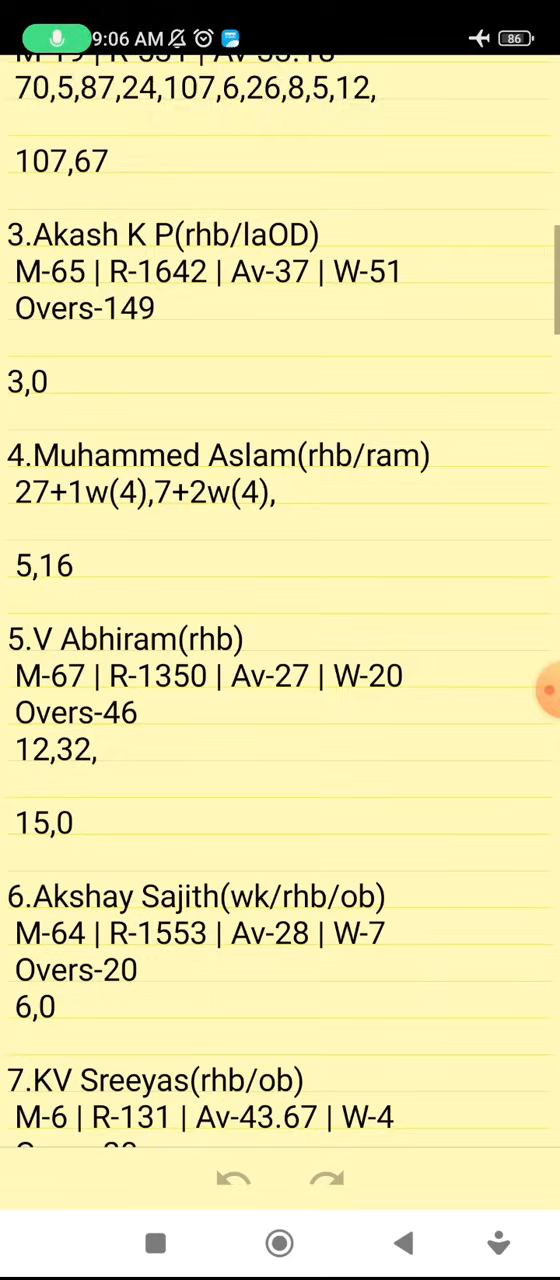 9:06 AM
86
70,5,87,24,107,6,26,8,5,12,
107,67
3.Akash K P(rhb/laOD)
M-65 | R-1642 | Av-37 | W-51
Overs-149
3,0
4.Muhammed Aslam(rhb/ram)
27+1w(4),7+2w(4),
5,16
5.V Abhiram(rhb)
M-67 | R-1350 | Av-27 | W-20
Overs-46
12,32,
15,0
6.Akshay Sajith(wk/rhb/ob)
M-64 | R-1553 | Av-28 | W-7
Overs-20
6,0
7.KV Sreeyas(rhb/ob)
M-6 | R-131 | Av-43.67 | W-4